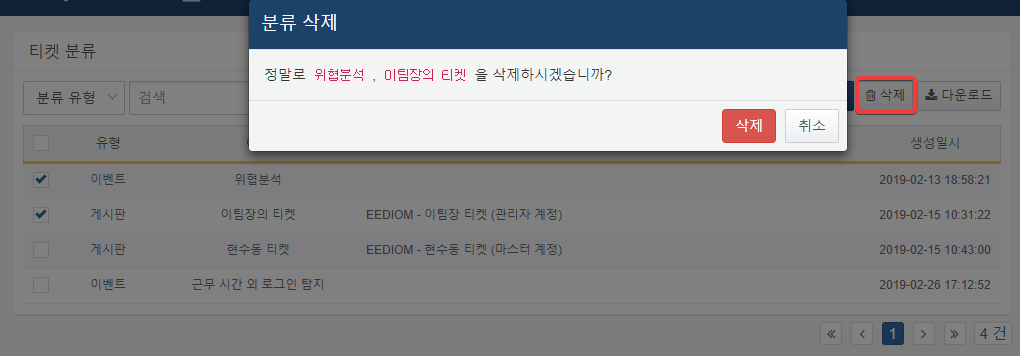 분류 삭제
정말로 위협분석 , 이팀장의 티켓 을 삭제하시겠습니까?
삭제 취소
티켓 분류
분류 유형 검색 삭제 다운로드
유형 생성일시
이벤트 위협분석 2019-02-13 18:58:21
게시판 이팀장의 티켓 EEDIOM - 이팀장 티켓 (관리자 계정) 2019-02-15 10:31:22
게시판 현수동 티켓 EEDIOM - 현수동 티켓 (마스터 계정) 2019-02-15 10:43:00
이벤트 근무 시간 외 로그인 탐지 2019-02-26 17:12:52
« ‹ 1 › » 4 건